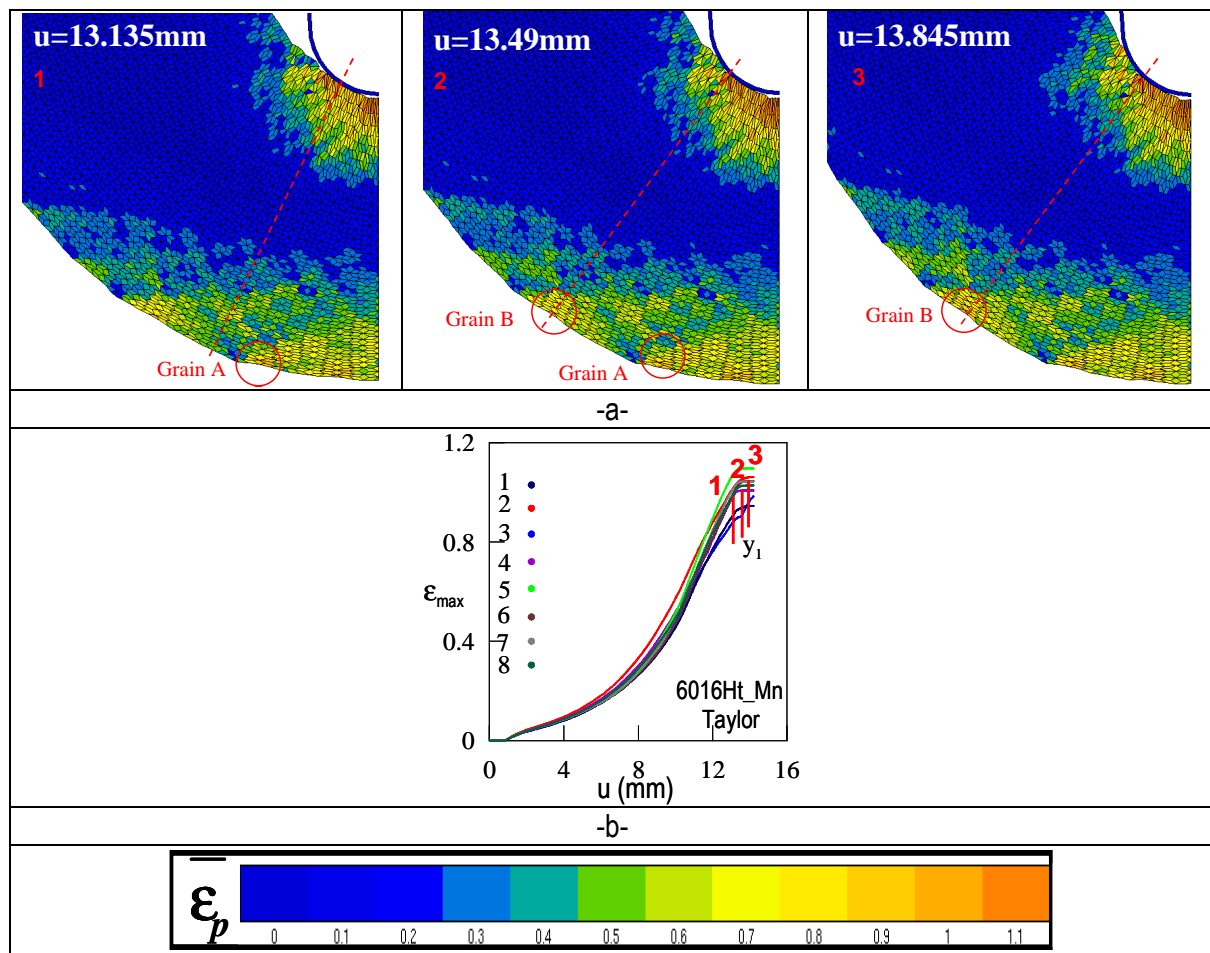 u=13.135mm
1
Grain A
u=13.49mm
2
Grain B
Grain A
u=13.845mm
3
Grain B
-a-
1.2
0.8
0.4
0
εmax
1
2
3
4
5
6
7
8
1 2 3
y1
6016Ht_Mn
Taylor
0 4 8 12 16
u (mm)
-b-
ε̅p
0 0.1 0.2 0.3 0.4 0.5 0.6 0.7 0.8 0.9 1 1.1